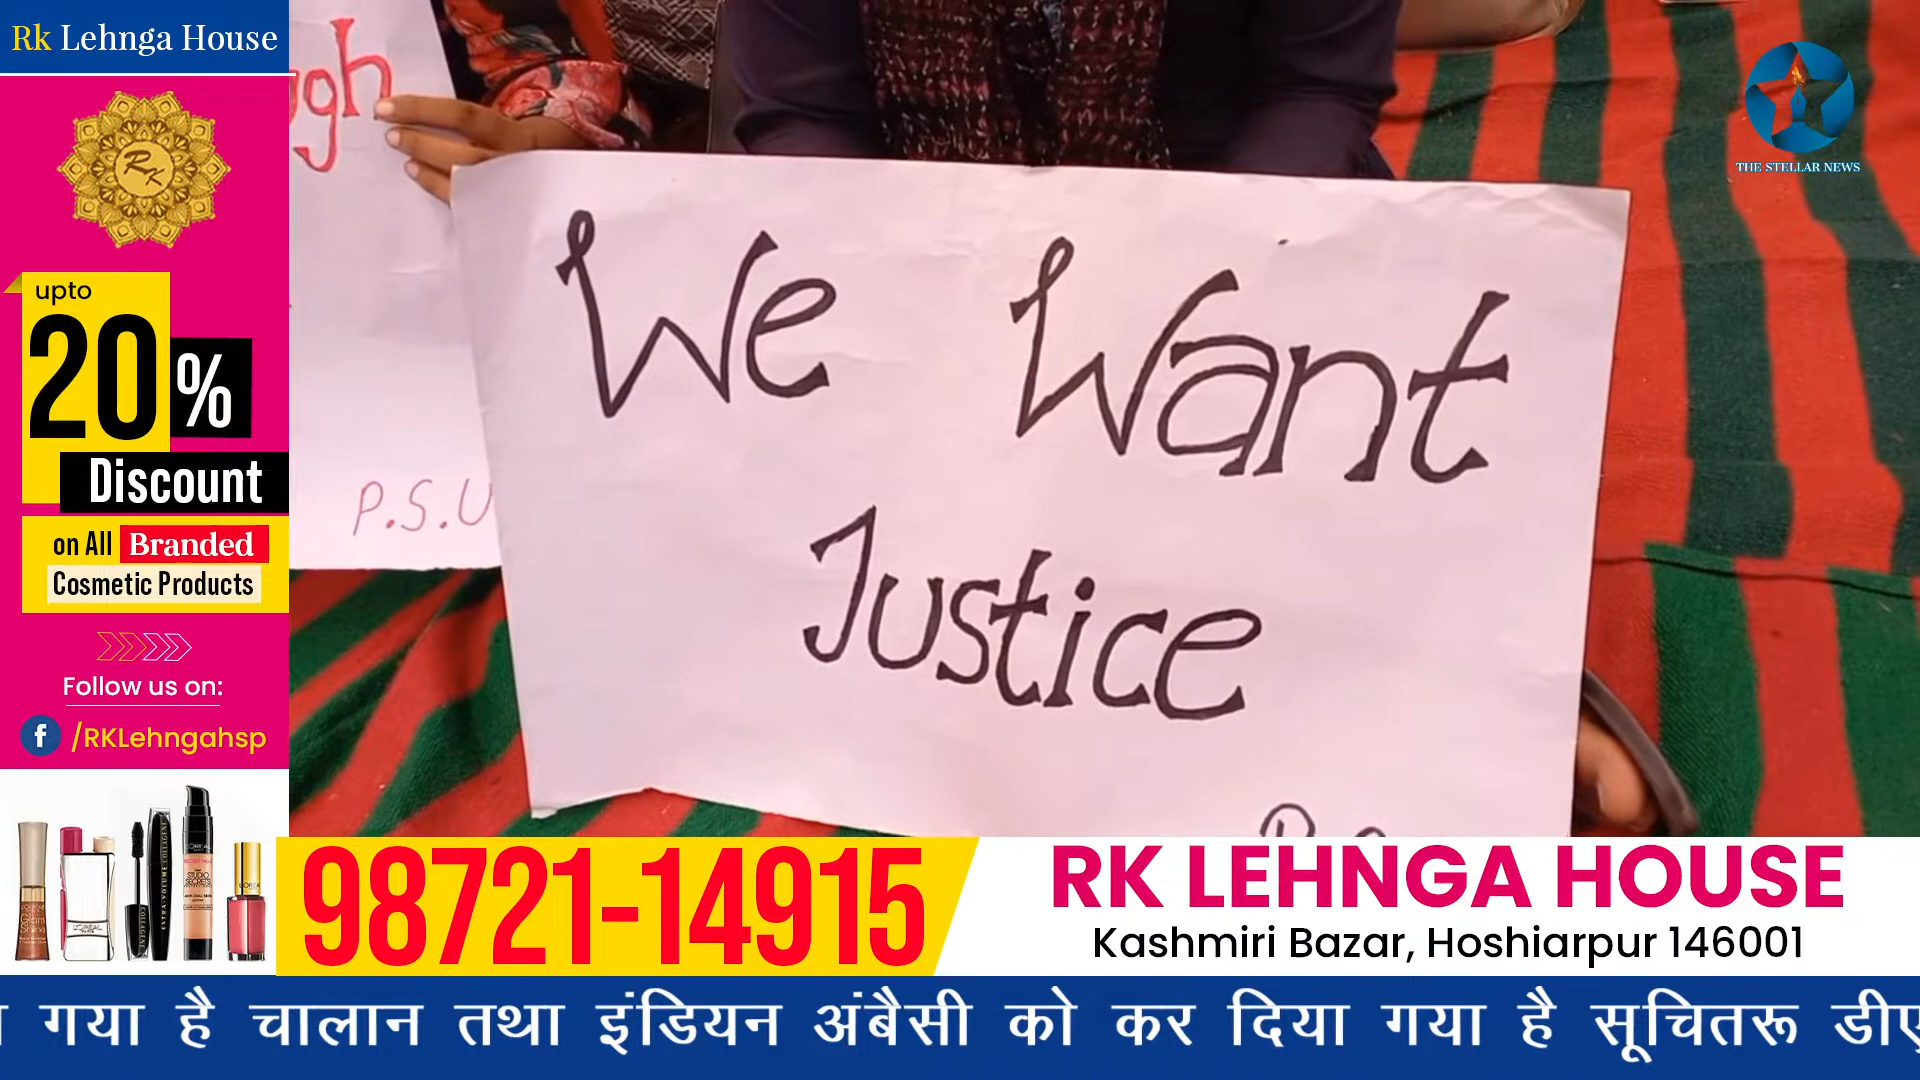 Rk Lehnga House
RK
upto
20%
Discount
on All Branded
Cosmetic Products
Follow us on:
f /RKLehngahsp
gh
P.S.U
We Want
Justice
THE STELLAR NEWS
98721-14915
RK LEHNGA HOUSE
Kashmiri Bazar, Hoshiarpur 146001
गया है चालान तथा इंडियन अंबैसी को कर दिया गया है सूचितरू